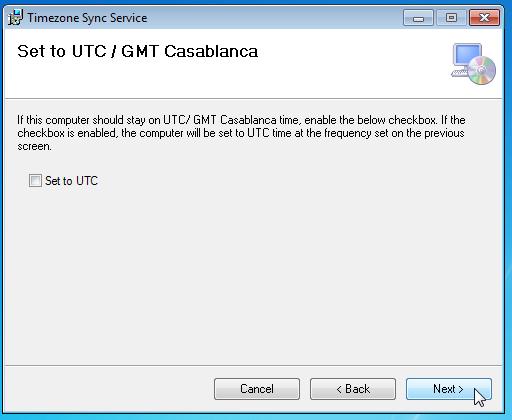 Timezone Sync Service
Set to UTC / GMT Casablanca
If this computer should stay on UTC/ GMT Casablanca time, enable the below checkbox. If the
checkbox is enabled, the computer will be set to UTC time at the frequency set on the previous
screen.
Set to UTC
Cancel
< Back
Next >